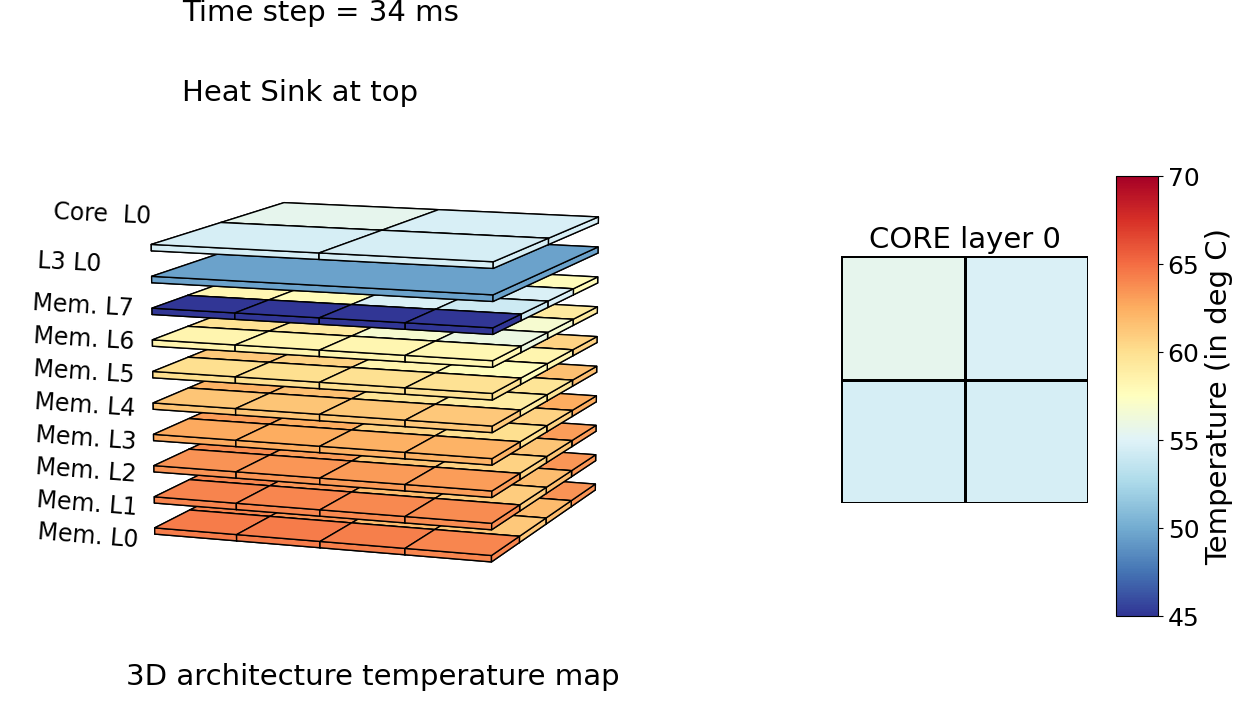 Time step = 34 ms
Heat Sink at top
Core  L0
L3 L0
Mem. L7
Mem. L6
Mem. L5
Mem. L4
Mem. L3
Mem. L2
Mem. L1
Mem. L0
3D architecture temperature map
CORE layer 0
70
65
60
55
50
45
Temperature (in deg C)